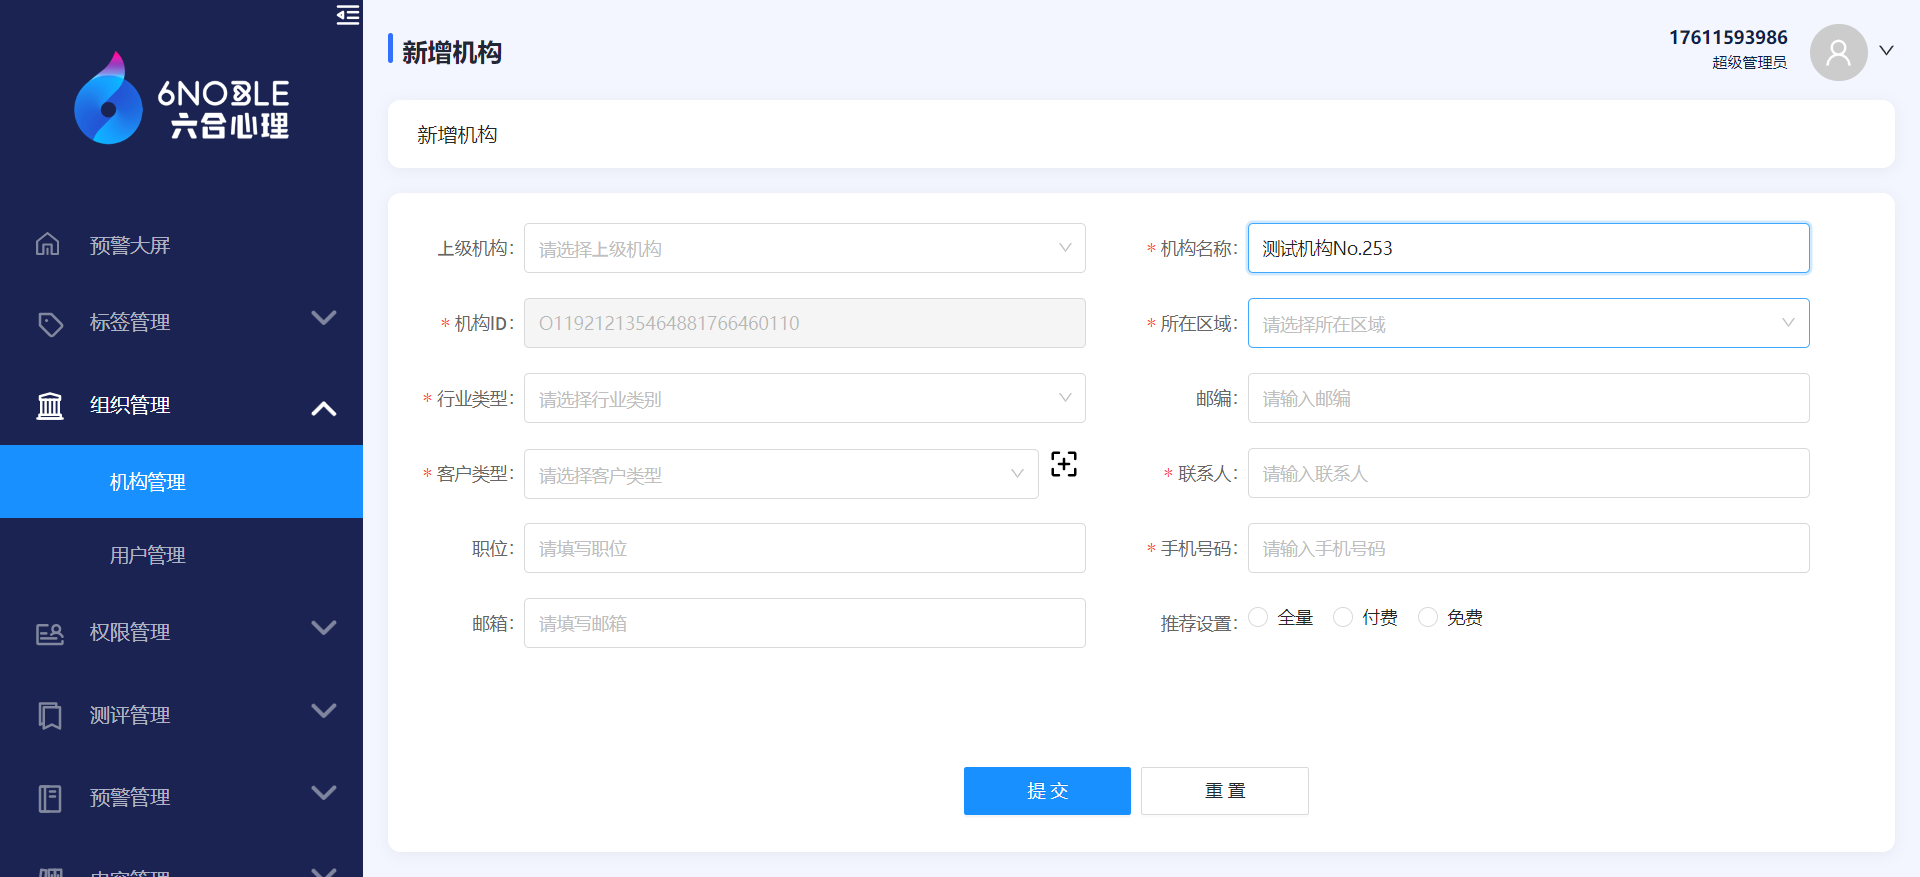 6NOBLE
六合心理
预警大屏
标签管理
组织管理
机构管理
用户管理
权限管理
测评管理
预警管理
新增机构
17611593986
超级管理员
新增机构
上级机构: 请选择上级机构
* 机构名称: 测试机构No.253
* 机构ID: O1192121354648817664​60110
* 所在区域: 请选择所在区域
* 行业类型: 请选择行业类别
邮编: 请输入邮编
* 客户类型: 请选择客户类型
* 联系人: 请输入联系人
职位: 请填写职位
* 手机号码: 请输入手机号码
邮箱: 请填写邮箱
推荐设置: 全量 付费 免费
提 交
重 置